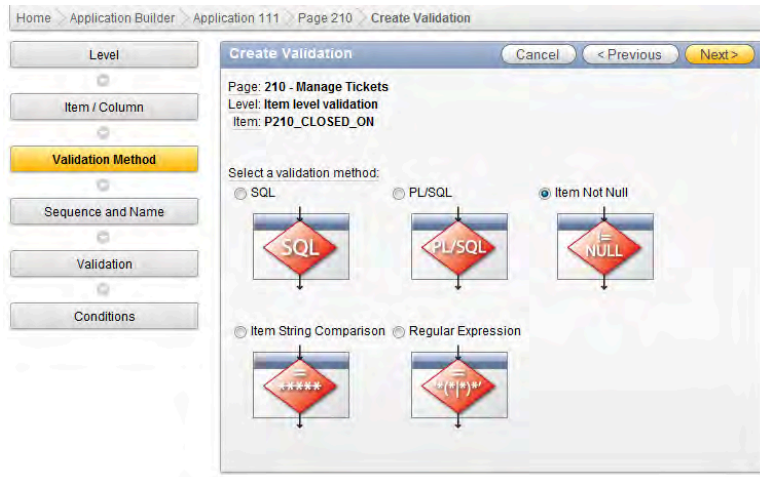 Home Application Builder Application 111 Page 210 Create Validation
Level
Item / Column
Validation Method
Sequence and Name
Validation
Conditions
Create Validation
Cancel
< Previous
Next >
Page: 210 - Manage Tickets
Level: Item level validation
Item: P210_CLOSED_ON
Select a validation method:
SQL
PL/SQL
Item Not Null
SQL
PL/SQL
!=
NULL
Item String Comparison
Regular Expression
=
*****
=
*(*|*)*'